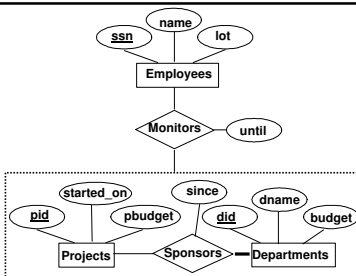 name
ssn lot
Employees
Monitors until
started_on since dname
pid pbudget did budget
Projects Sponsors Departments